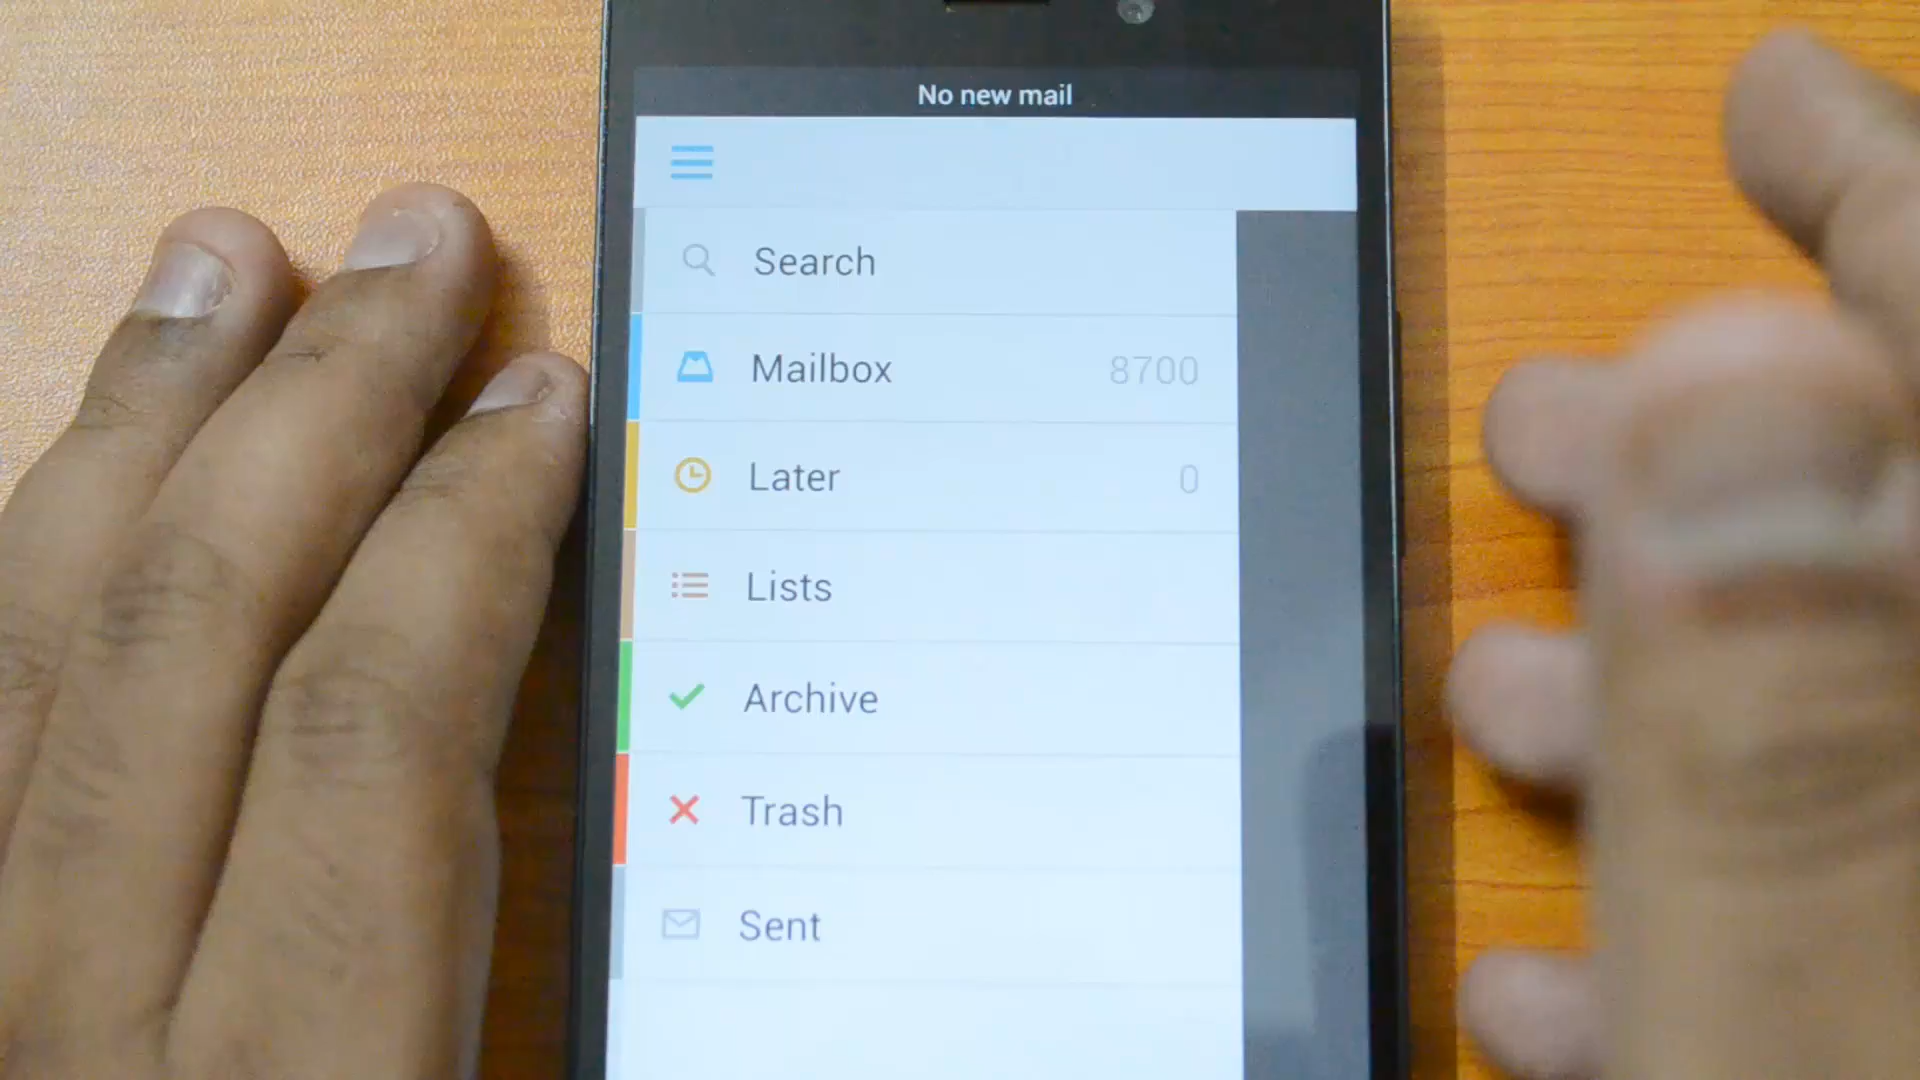 No new mail
Search
Mailbox 8700
Later 0
Lists
Archive
Trash
Sent